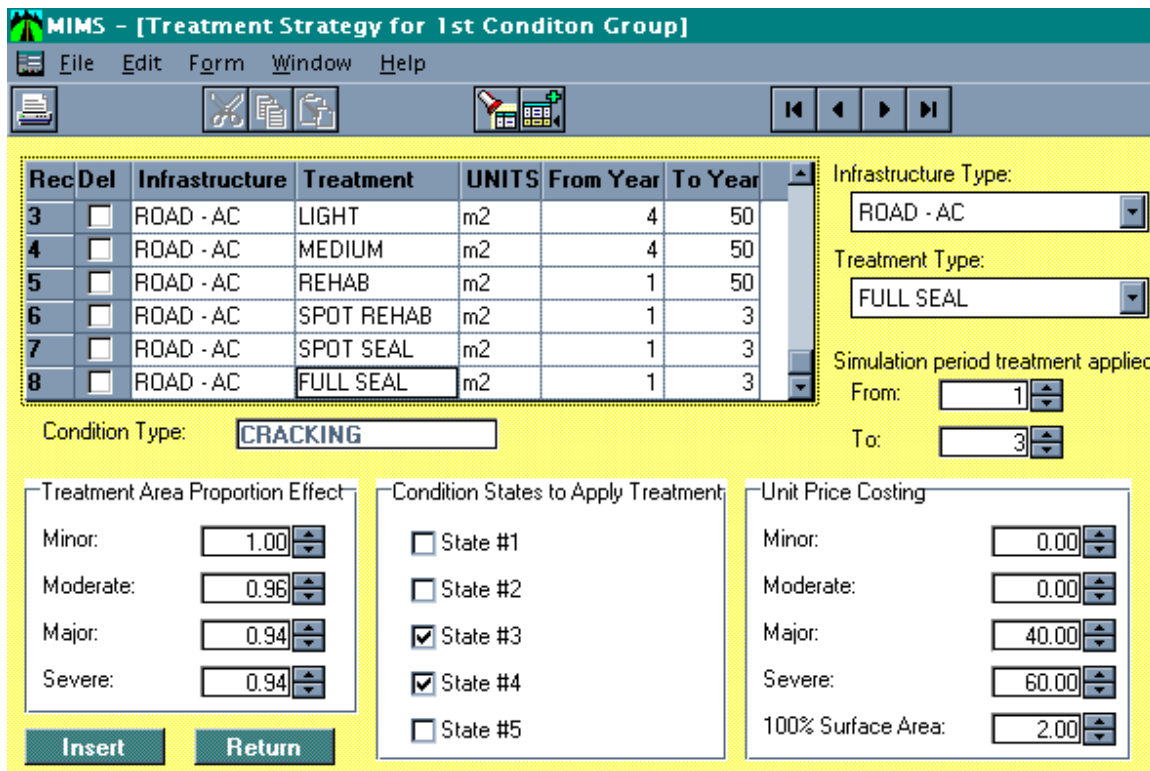 MIMS - [Treatment Strategy for 1st Conditon Group]
File Edit Form Window Help
Rec Del Infrastructure Treatment UNITS From Year To Year
3 ROAD - AC LIGHT m2 4 50
4 ROAD - AC MEDIUM m2 4 50
5 ROAD - AC REHAB m2 1 50
6 ROAD - AC SPOT REHAB m2 1 3
7 ROAD - AC SPOT SEAL m2 1 3
8 ROAD - AC FULL SEAL m2 1 3
Infrastructure Type:
ROAD - AC
Treatment Type:
FULL SEAL
Simulation period treatment applied
From: 1
To: 3
Condition Type: CRACKING
Treatment Area Proportion Effect
Minor: 1.00
Moderate: 0.96
Major: 0.94
Severe: 0.94
Condition States to Apply Treatment
State #1
State #2
State #3
State #4
State #5
Unit Price Costing
Minor: 0.00
Moderate: 0.00
Major: 40.00
Severe: 60.00
100% Surface Area: 2.00
Insert Return